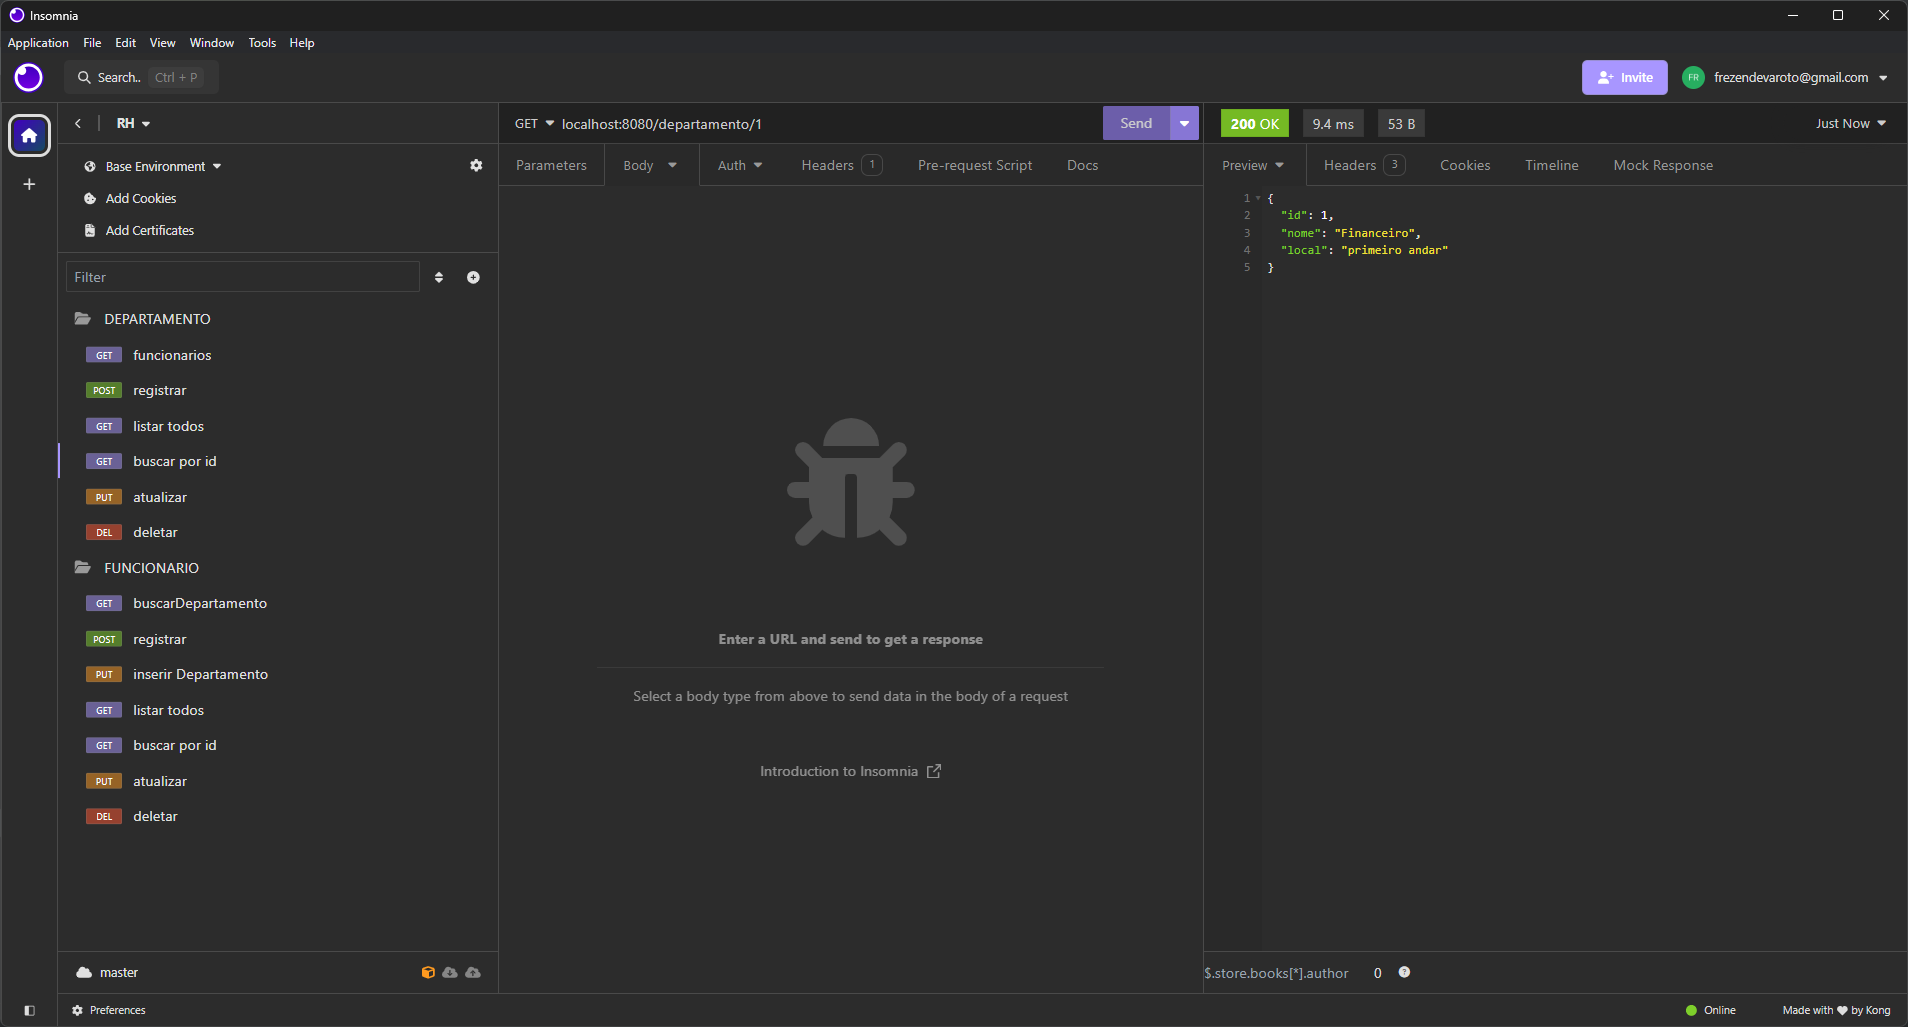 Insomnia
Application File Edit View Window Tools Help
Search.. Ctrl + P
Invite
FR frezendevaroto@gmail.com
RH
Base Environment
Add Cookies
Add Certificates
Filter
DEPARTAMENTO
GET funcionarios
POST registrar
GET listar todos
GET buscar por id
PUT atualizar
DEL deletar
FUNCIONARIO
GET buscarDepartamento
POST registrar
PUT inserir Departamento
GET listar todos
GET buscar por id
PUT atualizar
DEL deletar
master
GET localhost:8080/departamento/1 Send
Parameters Body Auth Headers 1 Pre-request Script Docs
Enter a URL and send to get a response
Select a body type from above to send data in the body of a request
Introduction to Insomnia
200 OK 9.4 ms 53 B Just Now
Preview Headers 3 Cookies Timeline Mock Response
1 {
2 "id": 1,
3 "nome": "Financeiro",
4 "local": "primeiro andar"
5 }
$.store.books[*].author 0 ?
Preferences
Online Made with ♥ by Kong